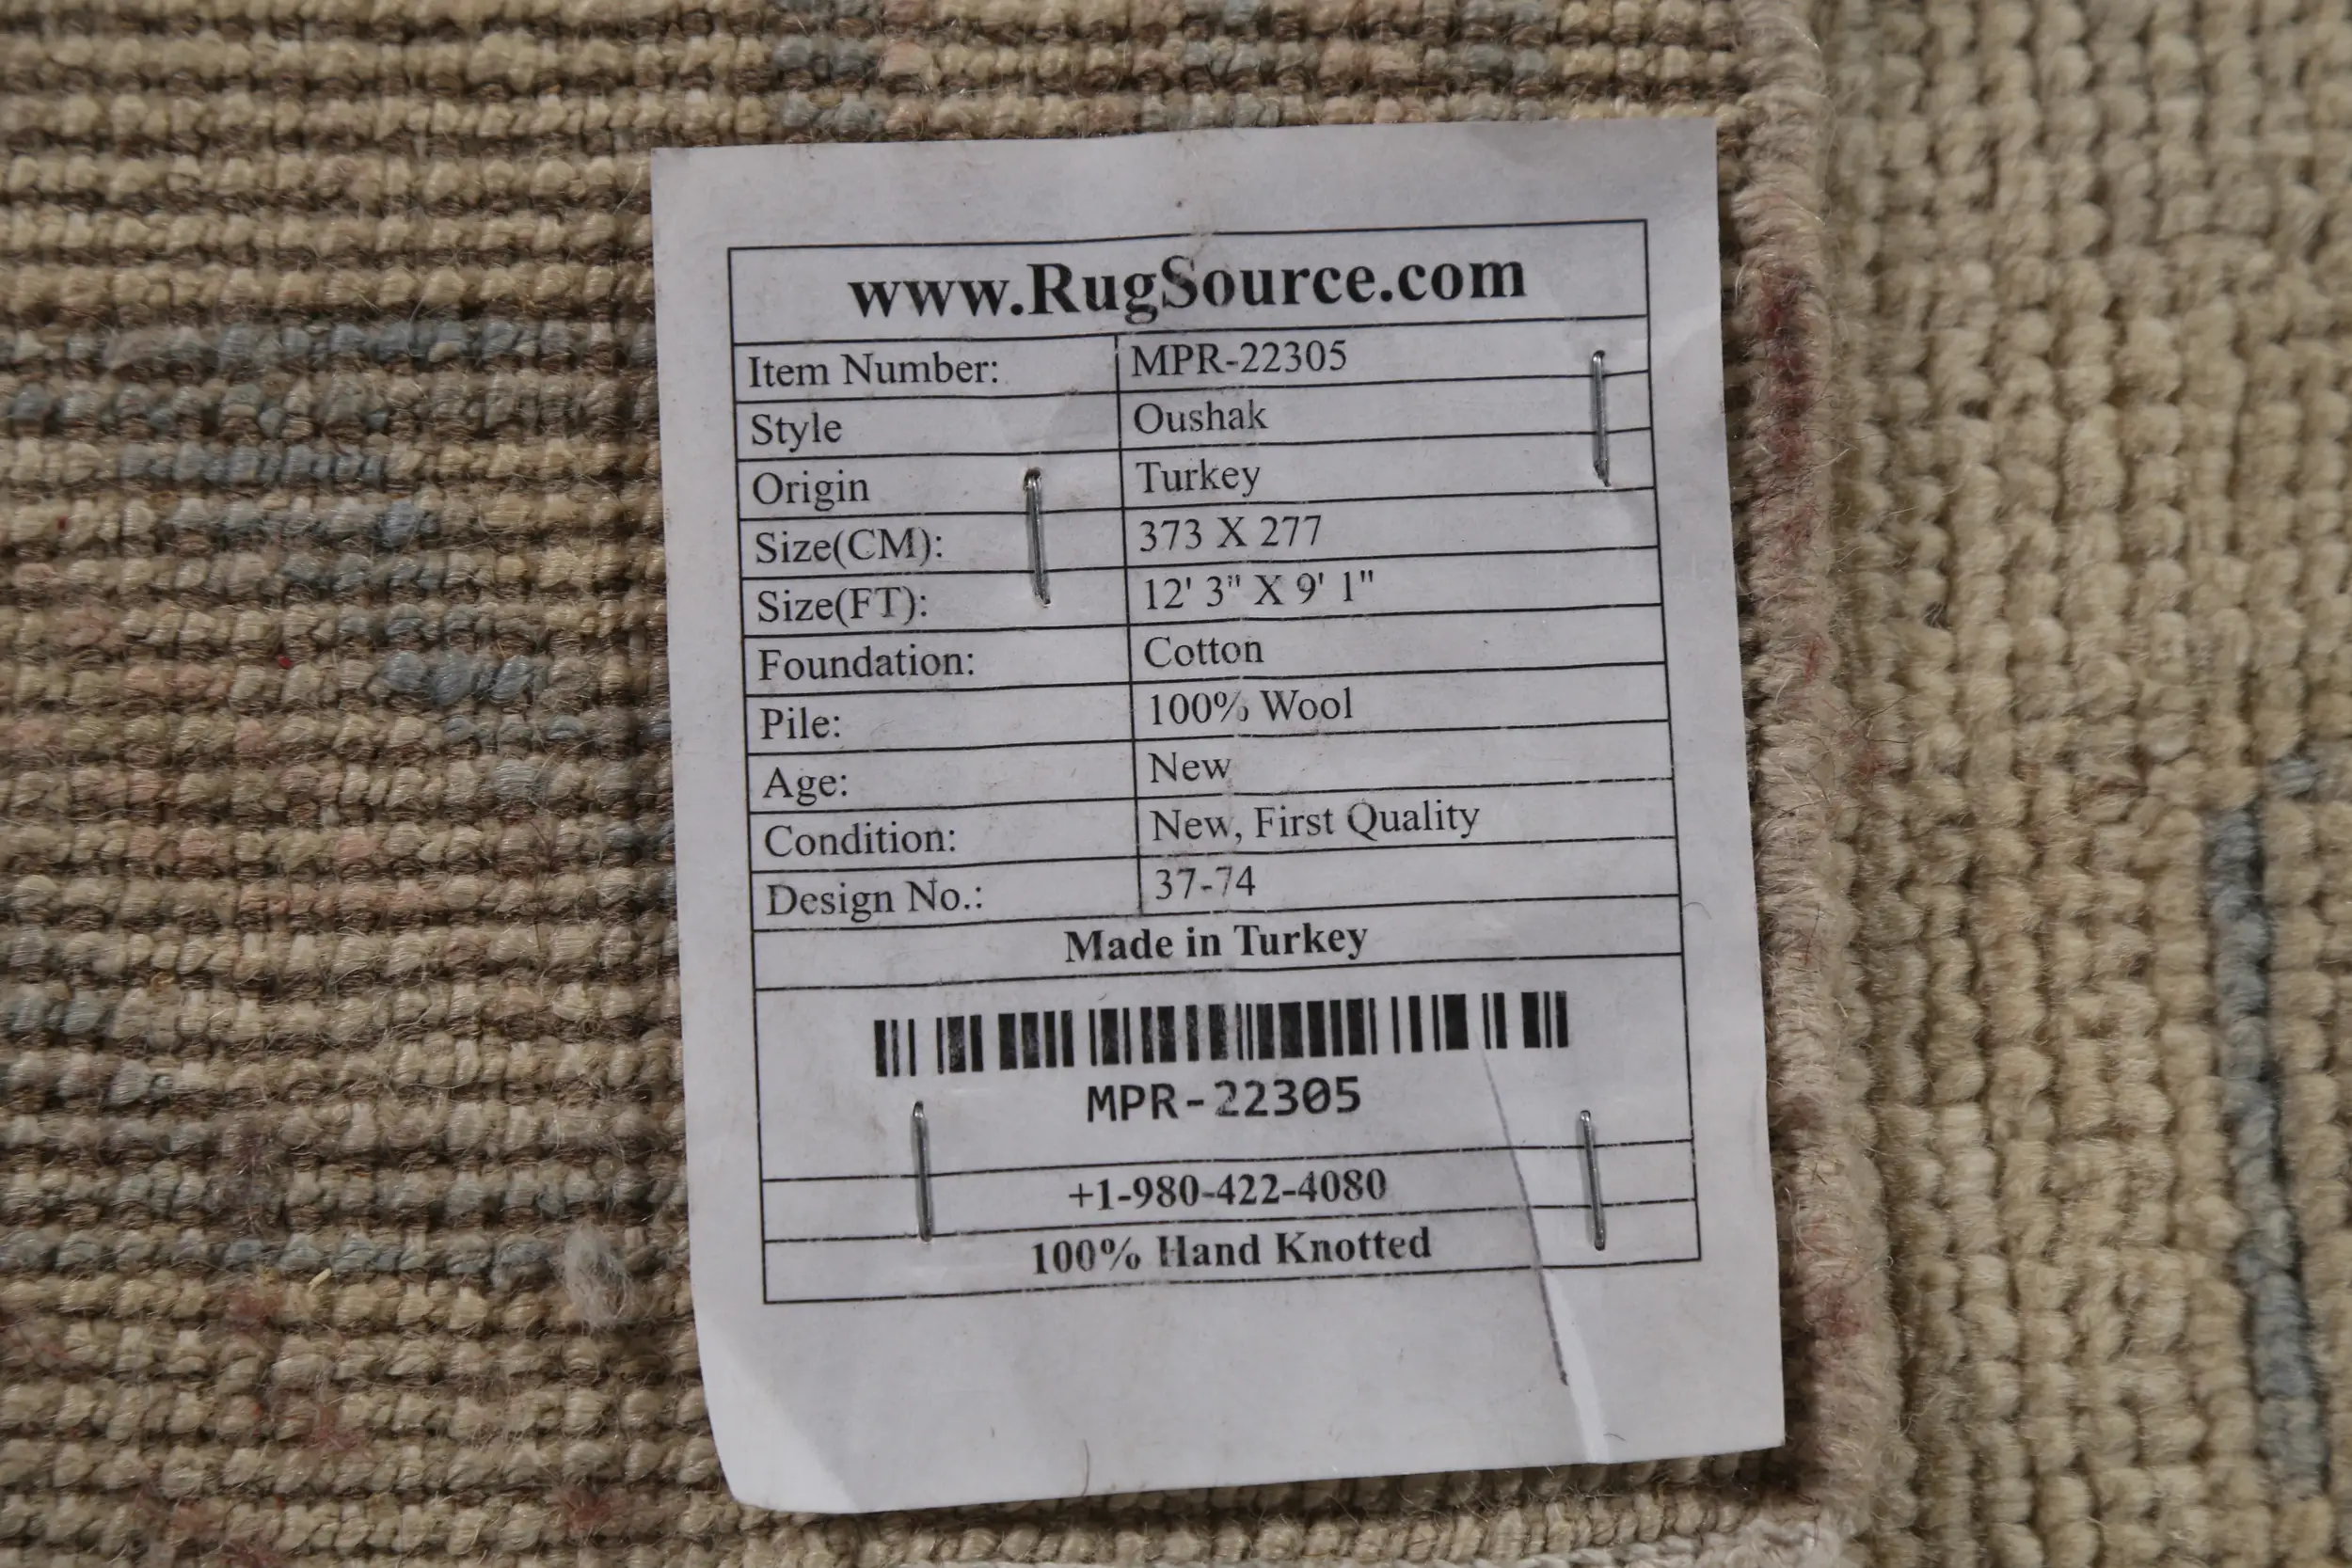 www.RugSource.com
Item Number: MPR-22305
Style Oushak
Origin Turkey
Size(CM): 373 X 277
Size(FT): 12' 3" X 9' 1"
Foundation: Cotton
Pile: 100% Wool
Age: New
Condition: New, First Quality
Design No.: 37-74
Made in Turkey
MPR-22305
+1-980-422-4080
100% Hand Knotted